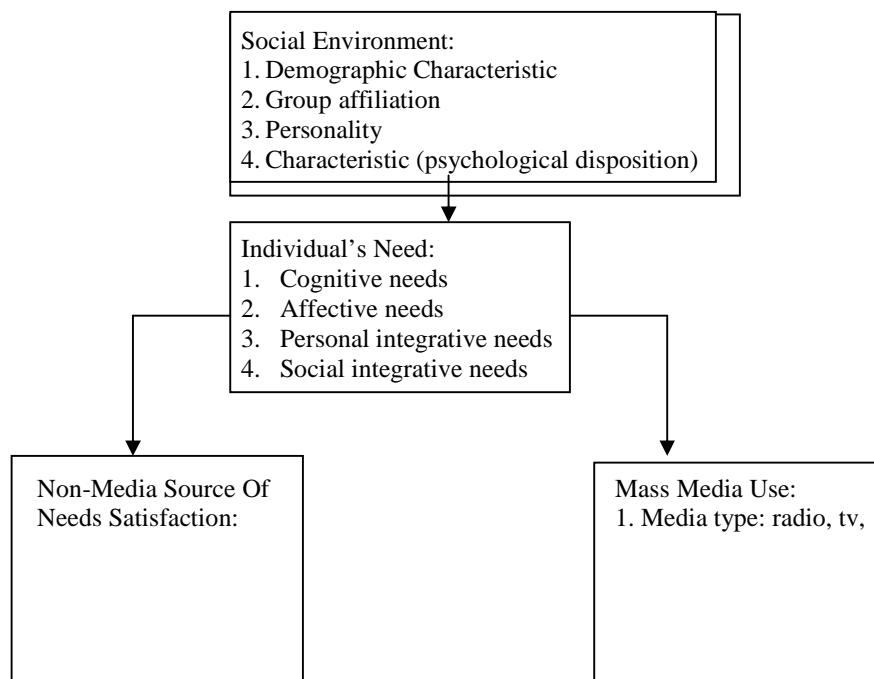 Social Environment:
1. Demographic Characteristic
2. Group affiliation
3. Personality
4. Characteristic (psychological disposition)
Individual’s Need:
1. Cognitive needs
2. Affective needs
3. Personal integrative needs
4. Social integrative needs
Non-Media Source Of
Needs Satisfaction:
Mass Media Use:
1. Media type: radio, tv,